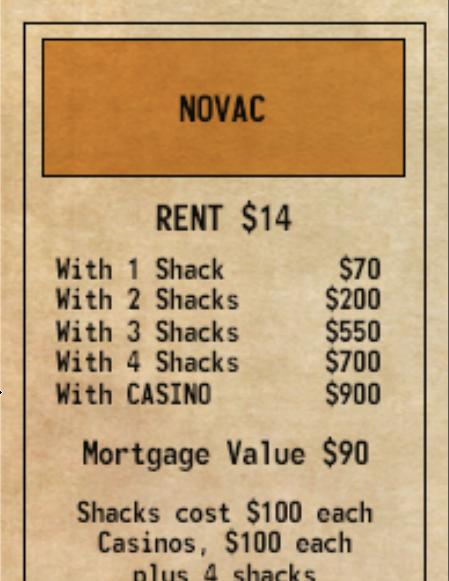 NOVAC
RENT $14
With 1 Shack $70
With 2 Shacks $200
With 3 Shacks $550
With 4 Shacks $700
With CASINO $900
Mortgage Value $90
Shacks cost $100 each
Casinos, $100 each
plus 4 shacks